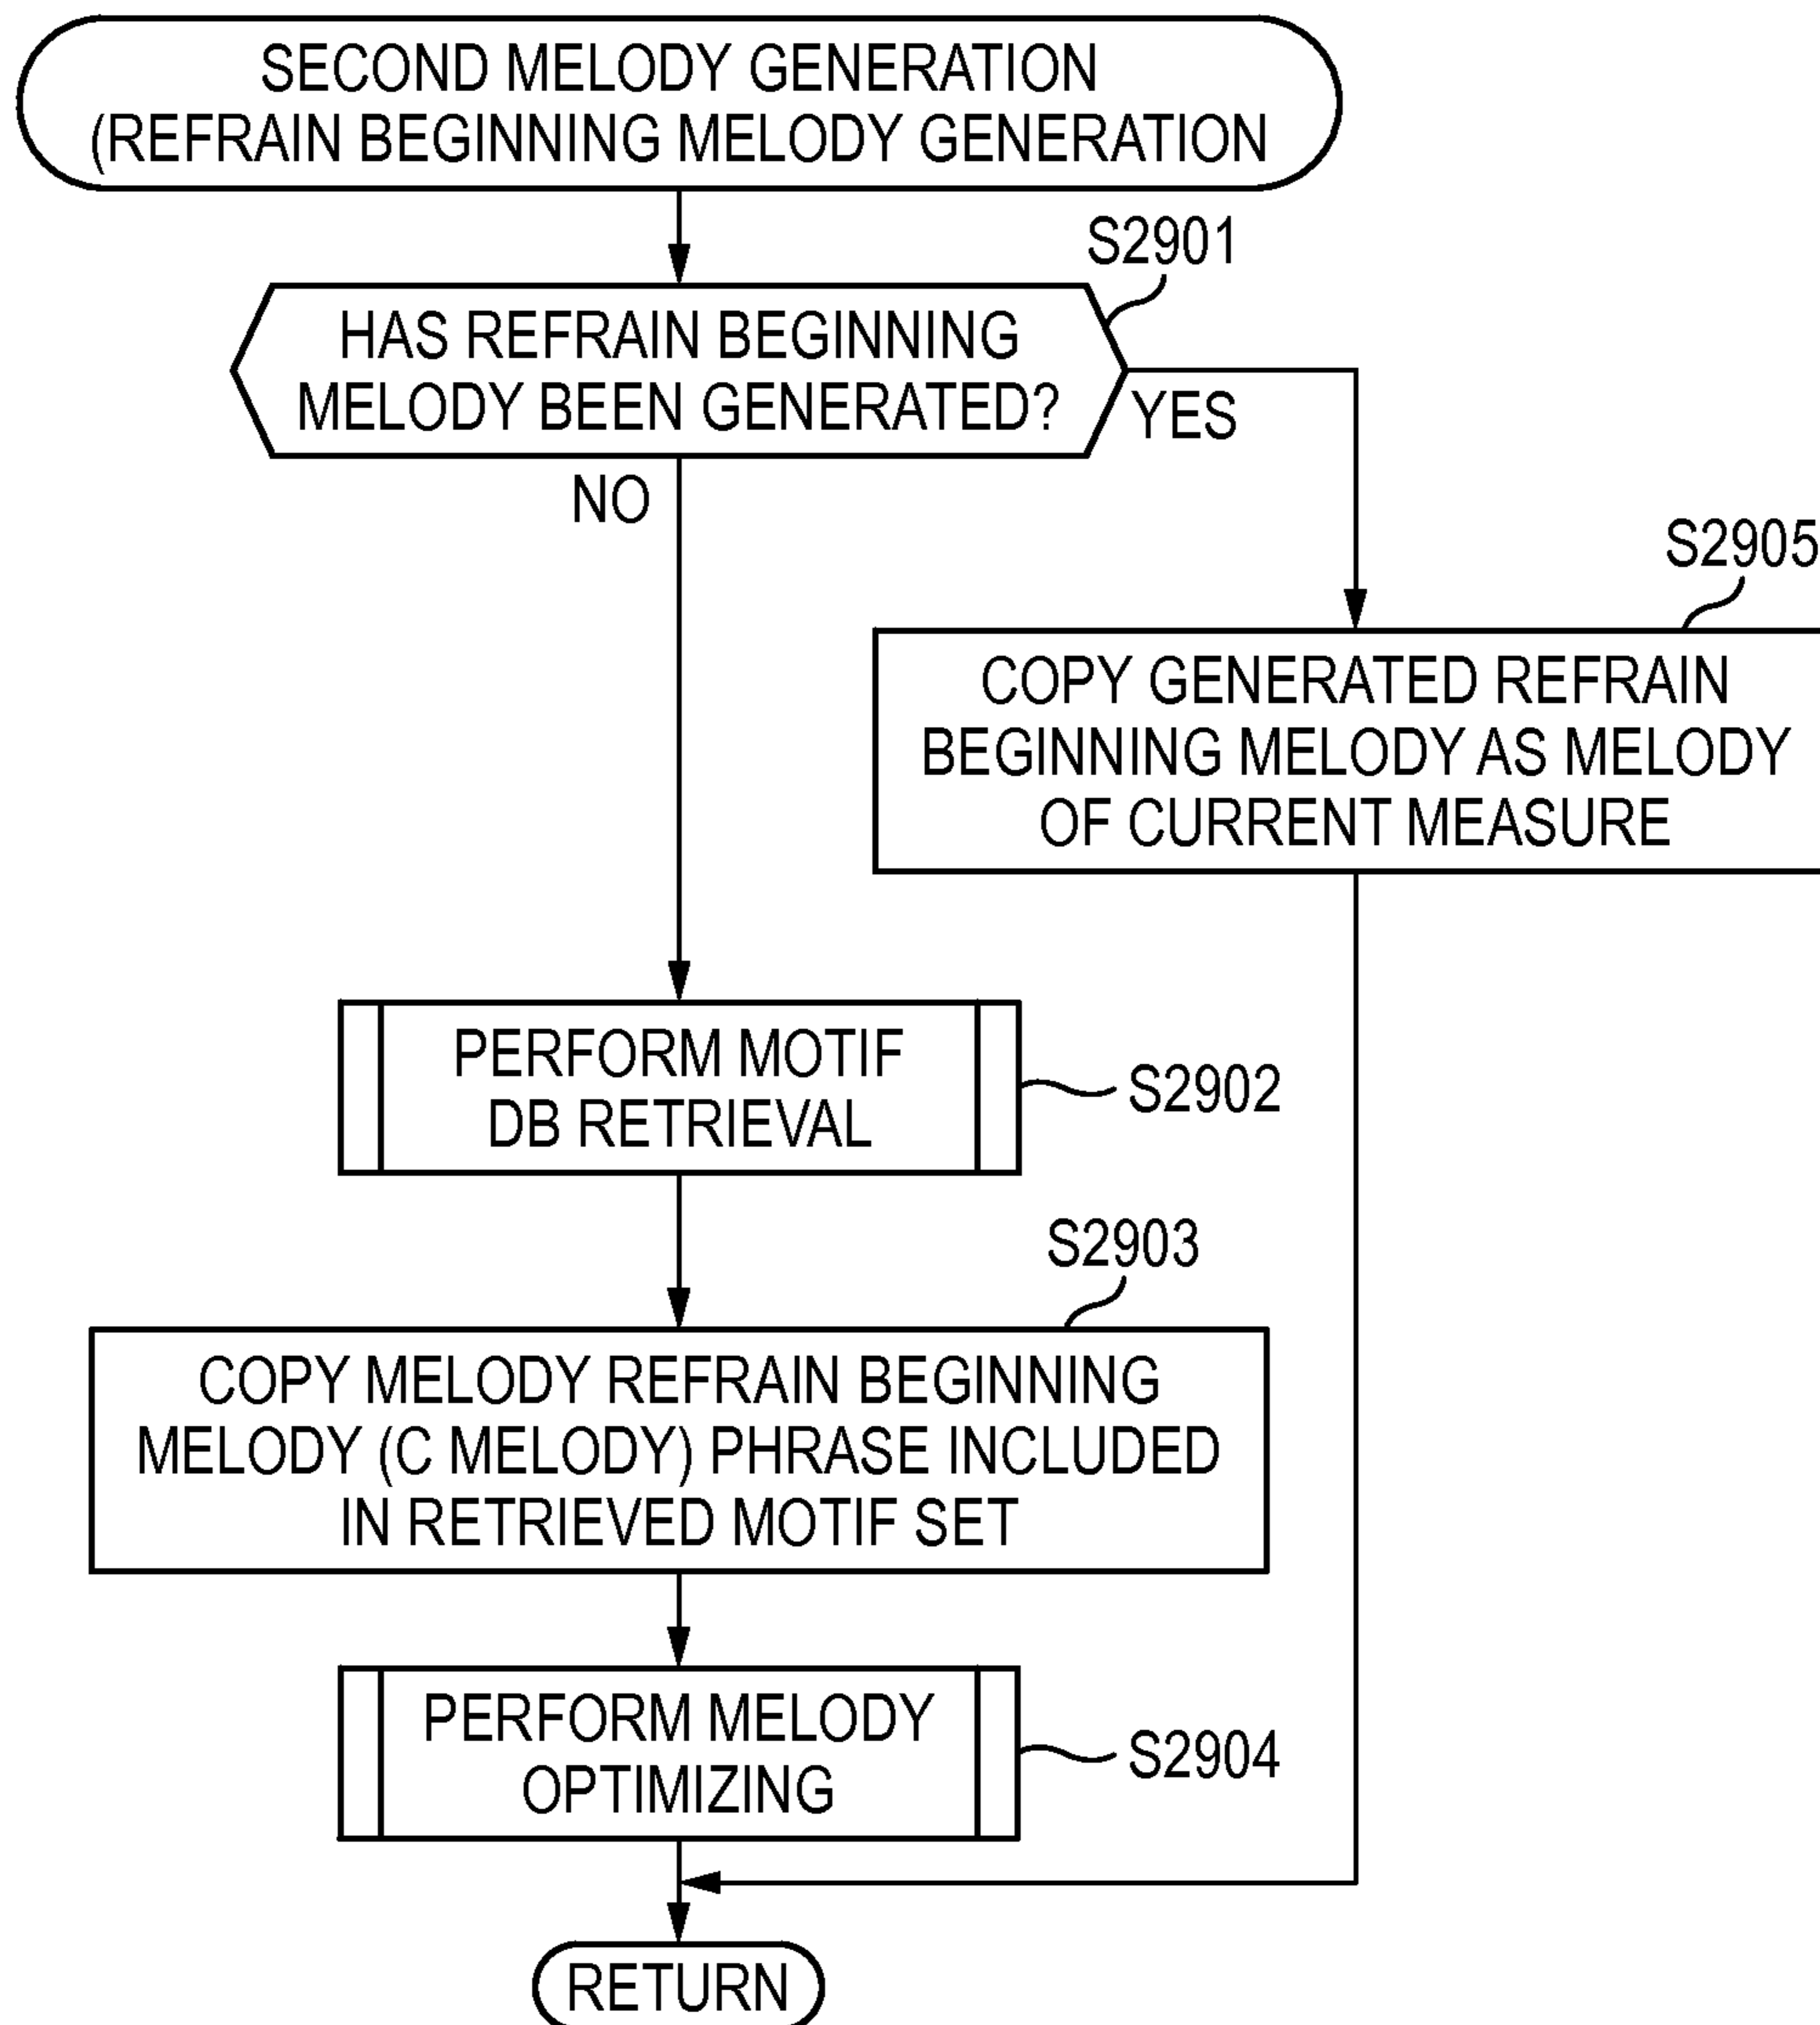 SECOND MELODY GENERATION
(REFRAIN BEGINNING MELODY GENERATION
S2901
HAS REFRAIN BEGINNING
MELODY BEEN GENERATED?
YES
NO
S2905
COPY GENERATED REFRAIN
BEGINNING MELODY AS MELODY
OF CURRENT MEASURE
PERFORM MOTIF
DB RETRIEVAL
S2902
S2903
COPY MELODY REFRAIN BEGINNING
MELODY (C MELODY) PHRASE INCLUDED
IN RETRIEVED MOTIF SET
PERFORM MELODY
OPTIMIZING
S2904
RETURN